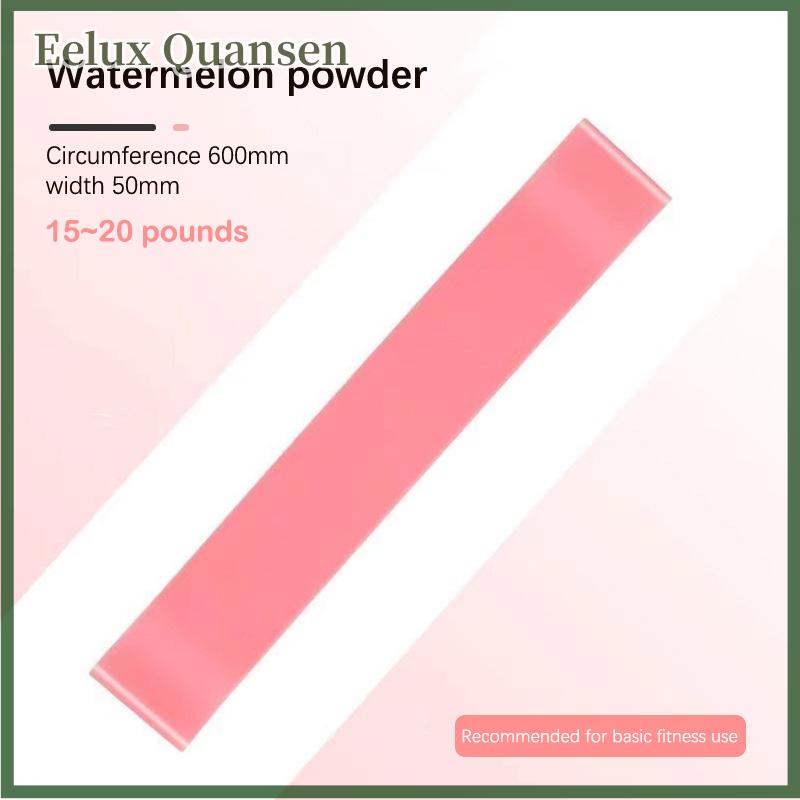 Eelux Quansen
Watermelon powder
Circumference 600mm
width 50mm
15~20 pounds
Recommended for basic fitness use